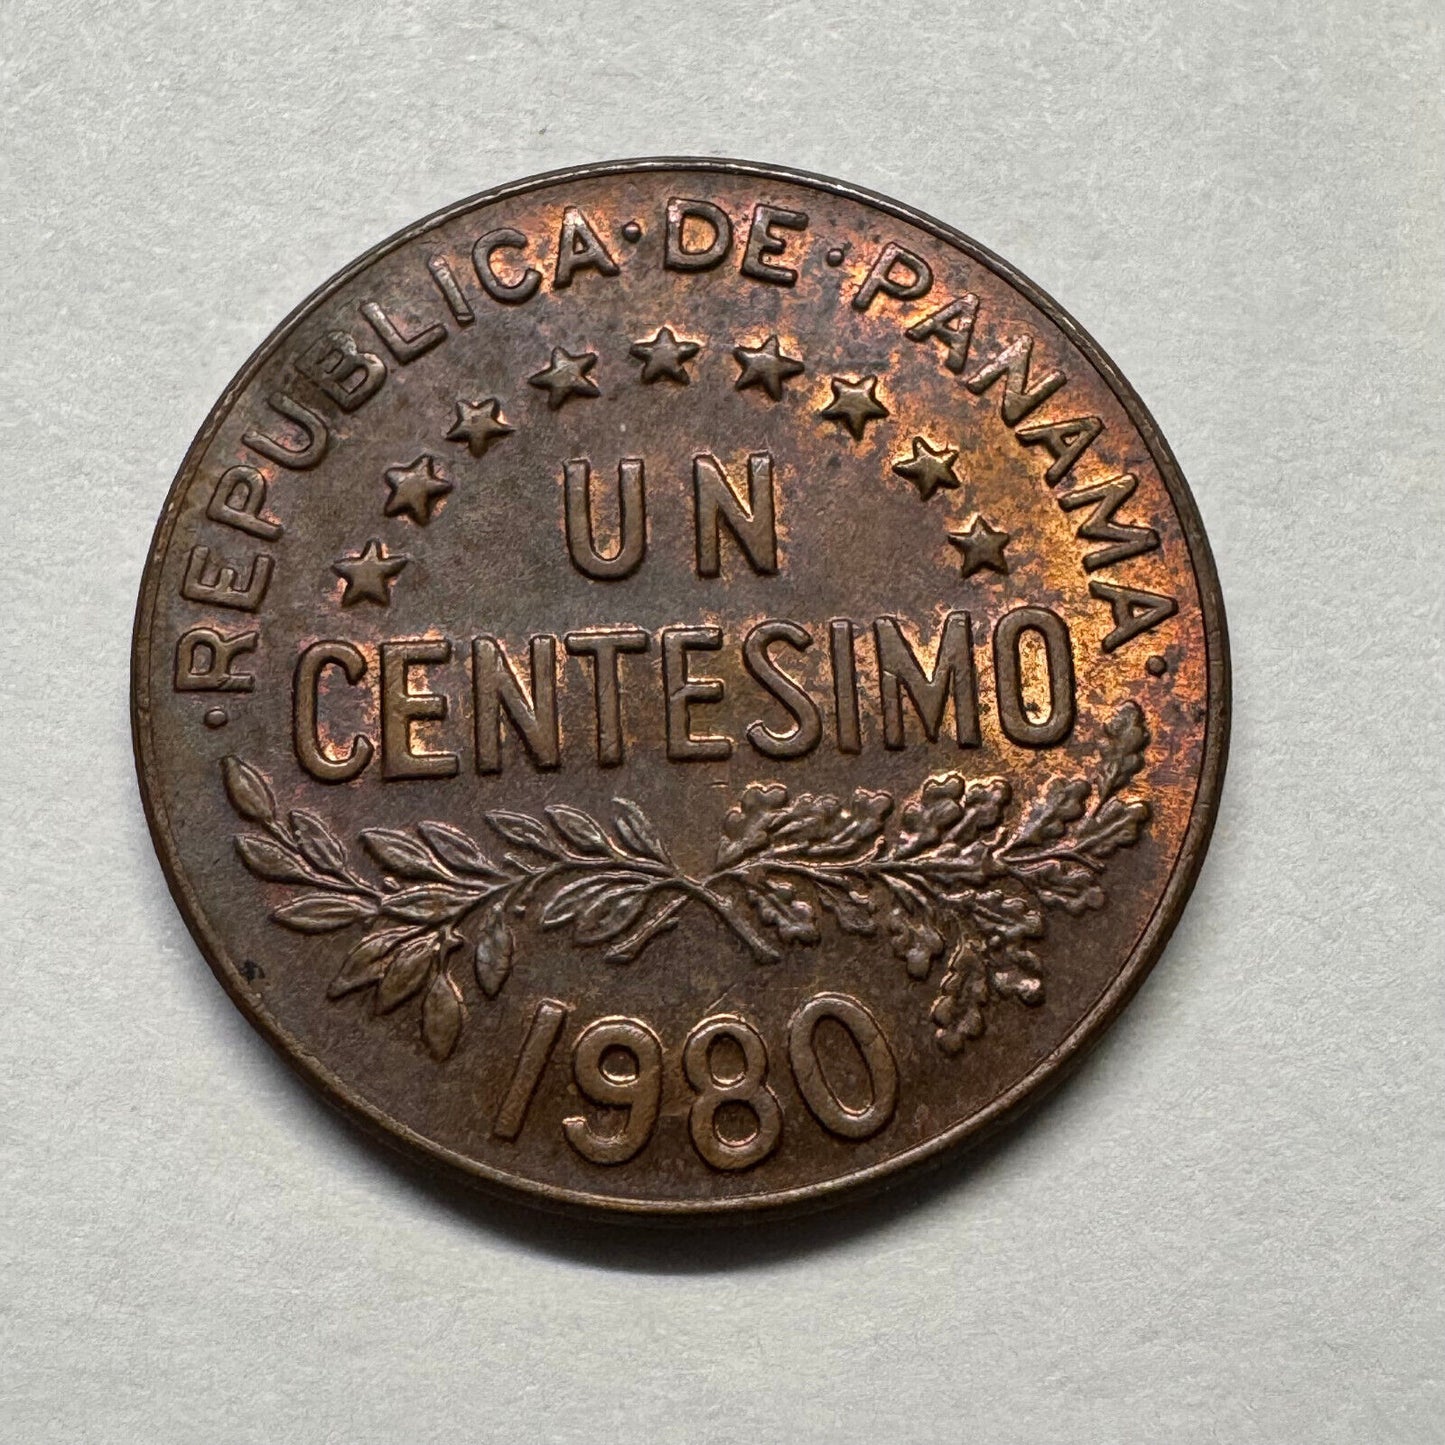 ·REPUBLICA·DE·PANAMA·
UN
CENTESIMO
1980